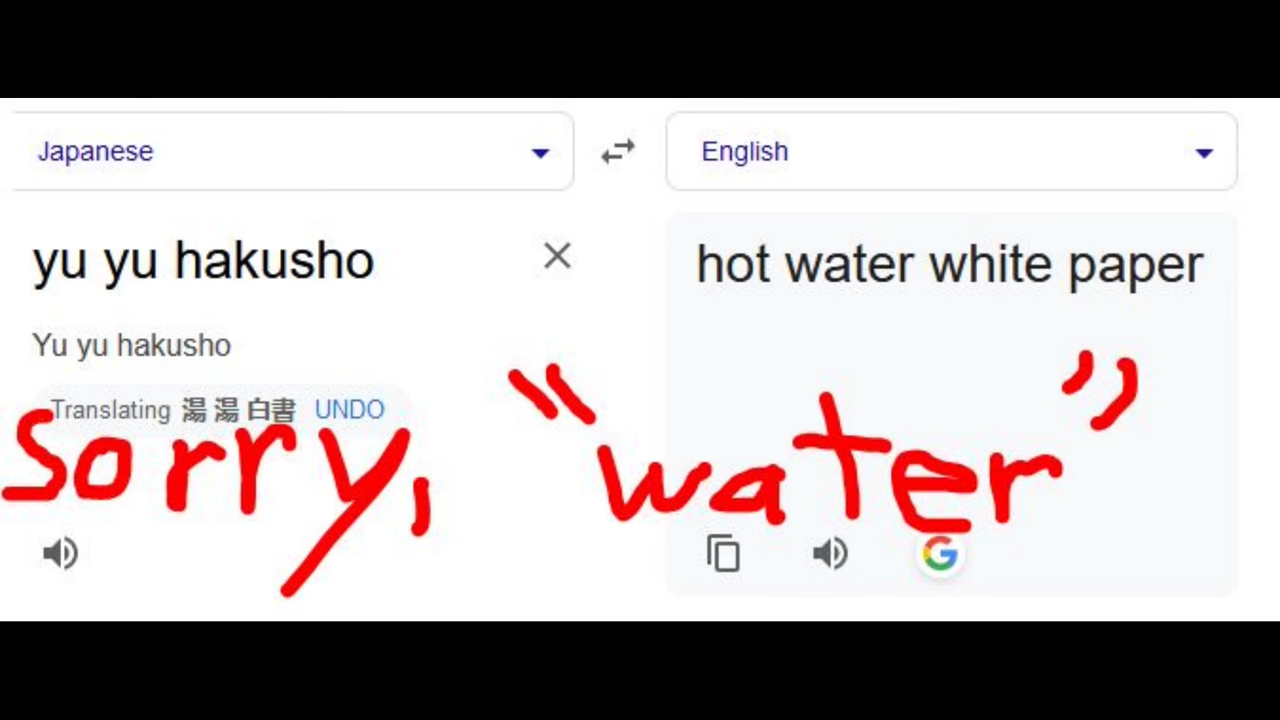 Japanese
English
yu yu hakusho
hot water white paper
Yu yu hakusho
Translating 湯 湯 白書 UNDO
sorry, "water"